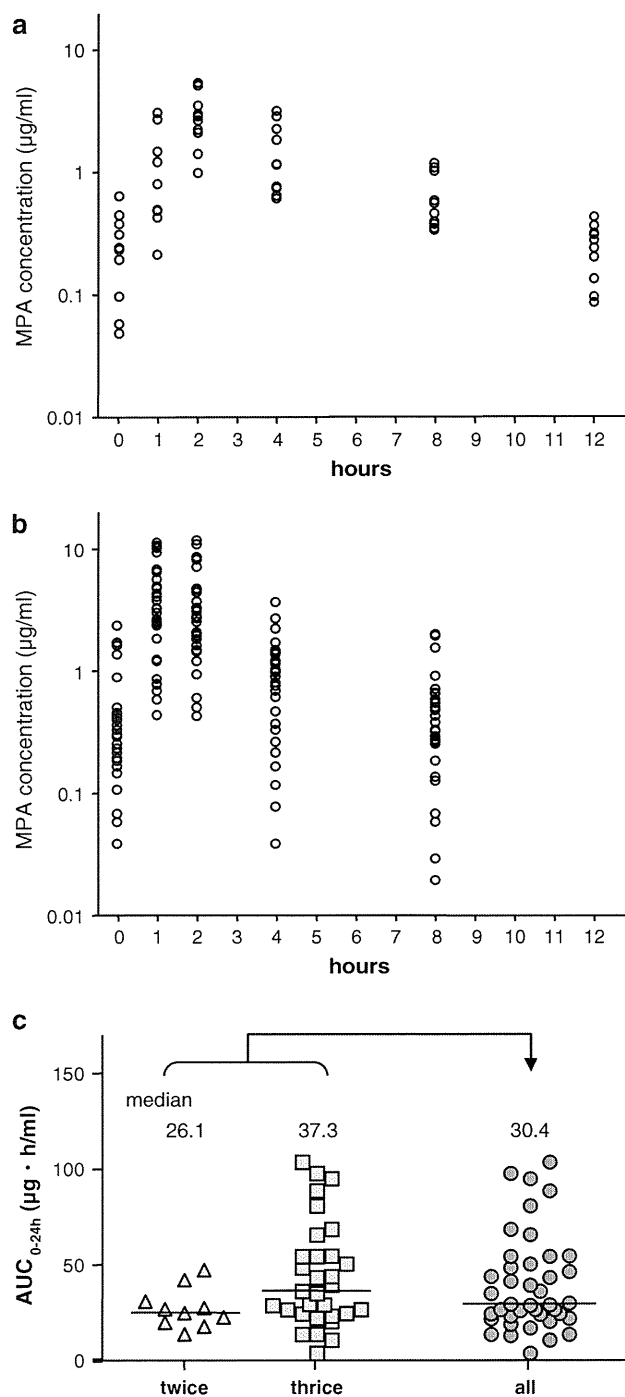 a
MPA concentration (µg/ml)
10
1
0.1
0.01
0 1 2 3 4 5 6 7 8 9 10 11 12
hours
b
MPA concentration (µg/ml)
10
1
0.1
0.01
0 1 2 3 4 5 6 7 8 9 10 11 12
hours
c
AUC0-24h (µg · h/ml)
150
100
50
0
median
26.1 37.3 30.4
twice thrice all